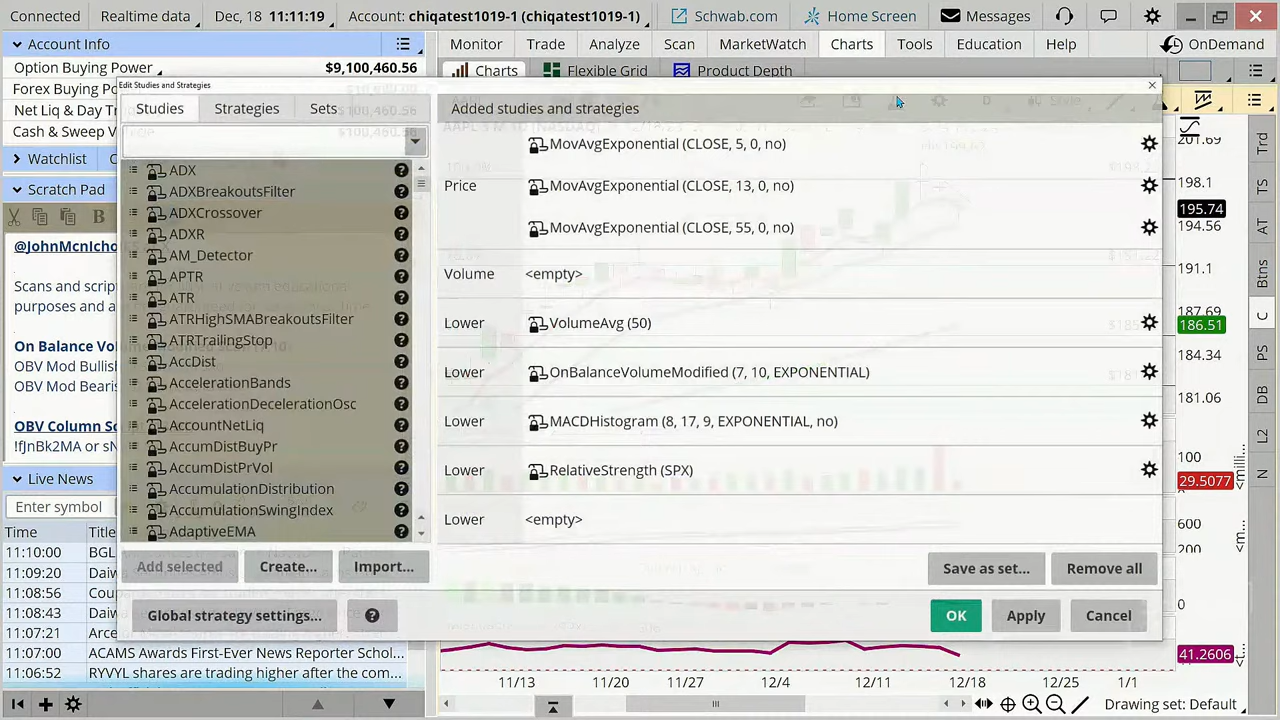 Connected
Realtime data
Dec 18 11:11:19
Account: chiqatest1019-1 (chiqatest1019-1)
Schwab.com
Home Screen
Messages
Account Info
Monitor
Trade
Analyze
Scan
MarketWatch
Charts
Tools
Education
Help
OnDemand
Option Buying Power
$9,100,460.56
Charts
Flexible Grid
Product Depth
Forex Buying P
Net Liq & Day T
Cash & Sweep V
Watchlist
Scratch Pad
@JohnMcNicho
Scans and scrip
purposes and a
On Balance Vo
OBV Mod Bullish
OBV Mod Bearis
OBV Column Sc
!fJnBk2MA or sN
Live News
Enter symbol
Time
Title
11:10:00
BGL
11:09:20
Daiw
11:08:56
Cou
11:08:43
Daiw
11:07:21
Arce
11:07:00
ACAMS Awards First-Ever News Reporter Schol...
11:06:52
RYVYL shares are trading higher after the com...
Edit Studies and Strategies
Studies
Strategies
Sets
Added studies and strategies
ADX
ADXBreakoutsFilter
ADXCrossover
ADXR
AM_Detector
APTR
ATR
ATRHighSMABreakoutsFilter
ATRTrailingStop
AccDist
AccelerationBands
AccelerationDecelerationOsc
AccountNetLiq
AccumDistBuyPr
AccumDistPrVol
AccumulationDistribution
AccumulationSwingIndex
AdaptiveEMA
MovAvgExponential (CLOSE, 5, 0, no)
Price
MovAvgExponential (CLOSE, 13, 0, no)
MovAvgExponential (CLOSE, 55, 0, no)
Volume
<empty>
Lower
VolumeAvg (50)
Lower
OnBalanceVolumeModified (7, 10, EXPONENTIAL)
Lower
MACDHistogram (8, 17, 9, EXPONENTIAL, no)
Lower
RelativeStrength (SPX)
Lower
<empty>
Add selected
Create...
Import...
Save as set...
Remove all
Global strategy settings...
OK
Apply
Cancel
201.69
198.1
195.74
194.56
191.1
187.69
186.51
184.34
181.06
100
29.5077
600
200
0
41.2606
Trd
TS
AT
Btns
C
PS
DB
L2
N
11/13
11/20
11/27
12/4
12/11
12/18
12/25
1/1
Drawing set: Default